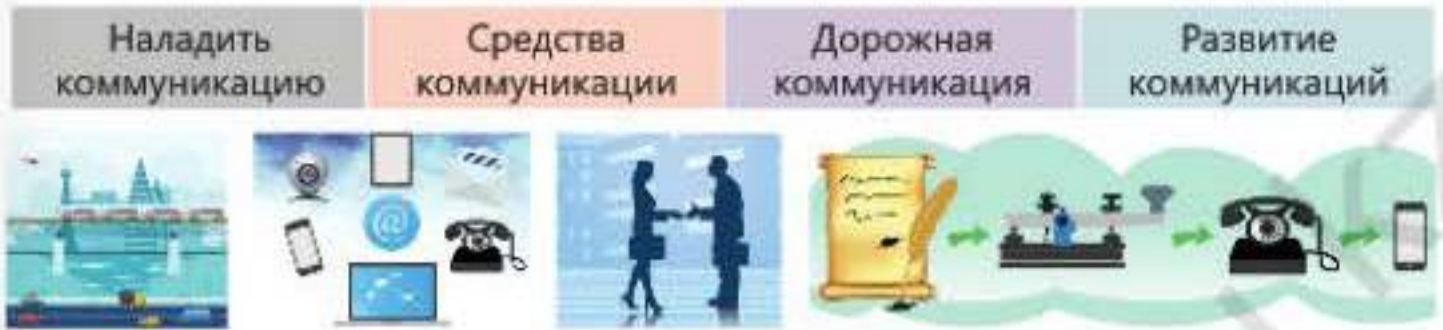 Наладить
коммуникацию
Средства
коммуникации
Дорожная
коммуникация
Развитие
коммуникаций
@